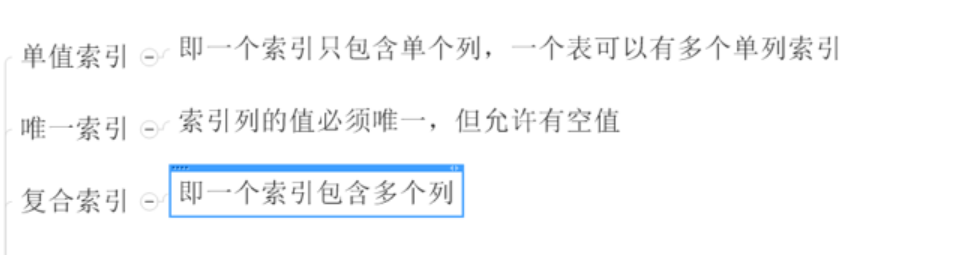 单值索引 即一个索引只包含单个列，一个表可以有多个单列索引
唯一索引 索引列的值必须唯一，但允许有空值
复合索引 即一个索引包含多个列